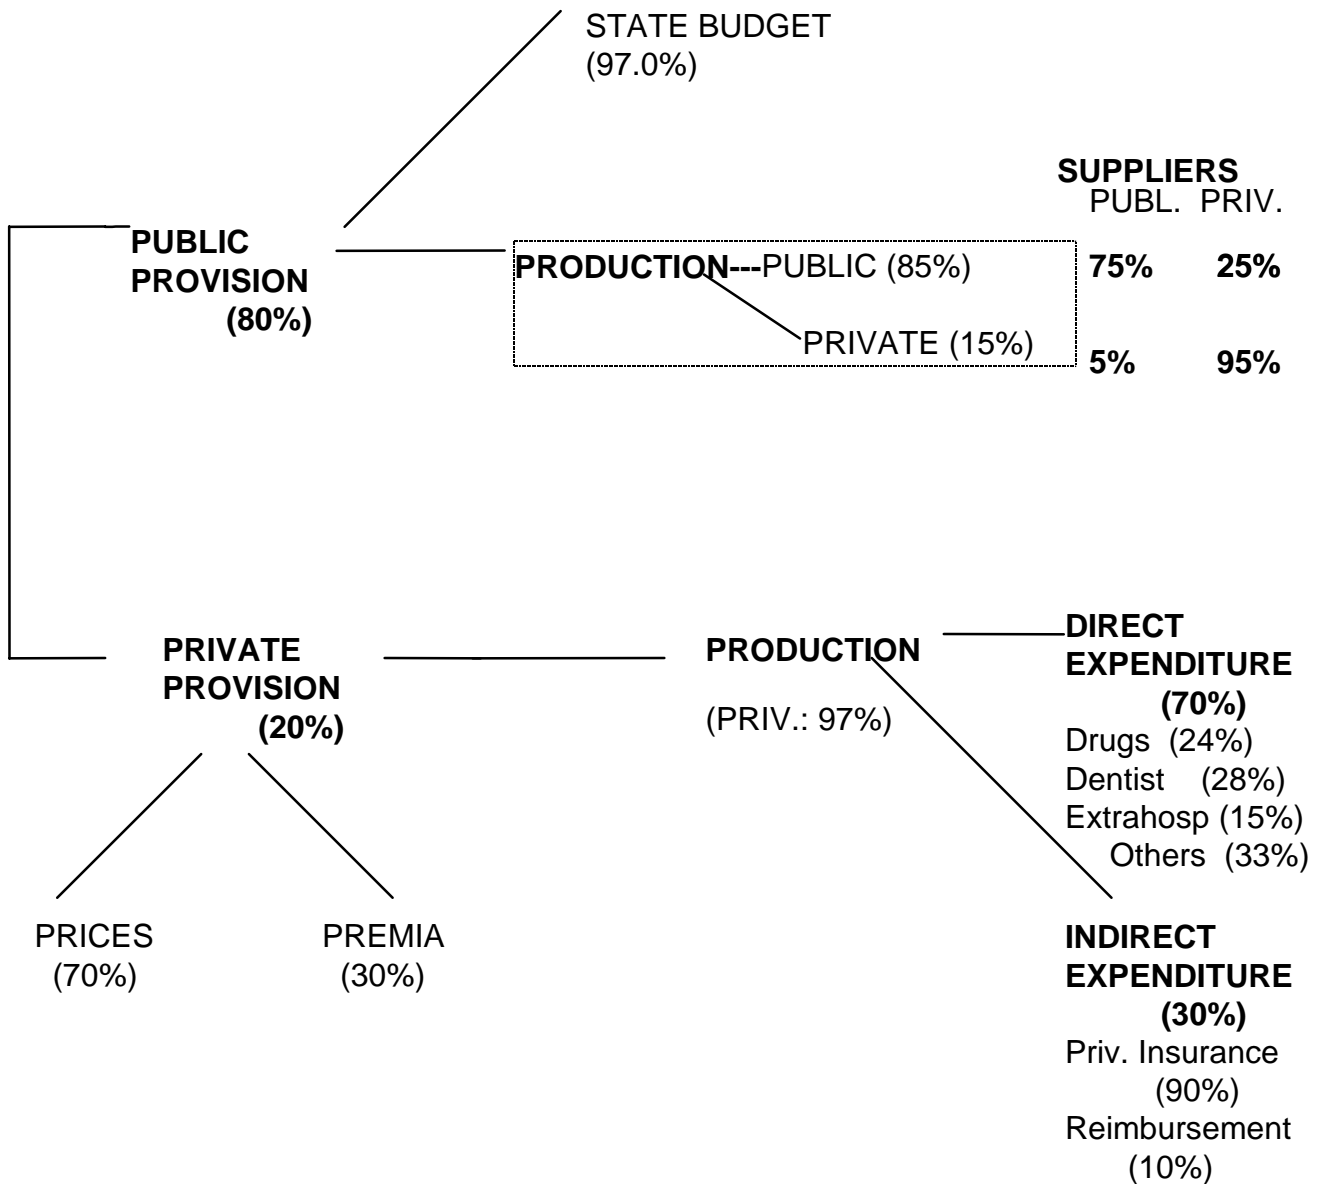 STATE BUDGET
(97.0%)
SUPPLIERS
PUBL. PRIV.
PUBLIC
PROVISION
(80%)
PRODUCTION---PUBLIC (85%)
75% 25%
PRIVATE (15%)
5% 95%
PRIVATE
PROVISION
(20%)
PRODUCTION
(PRIV.: 97%)
DIRECT
EXPENDITURE
(70%)
Drugs (24%)
Dentist (28%)
Extrahosp (15%)
Others (33%)
PRICES
(70%)
PREMIA
(30%)
INDIRECT
EXPENDITURE
(30%)
Priv. Insurance
(90%)
Reimbursement
(10%)